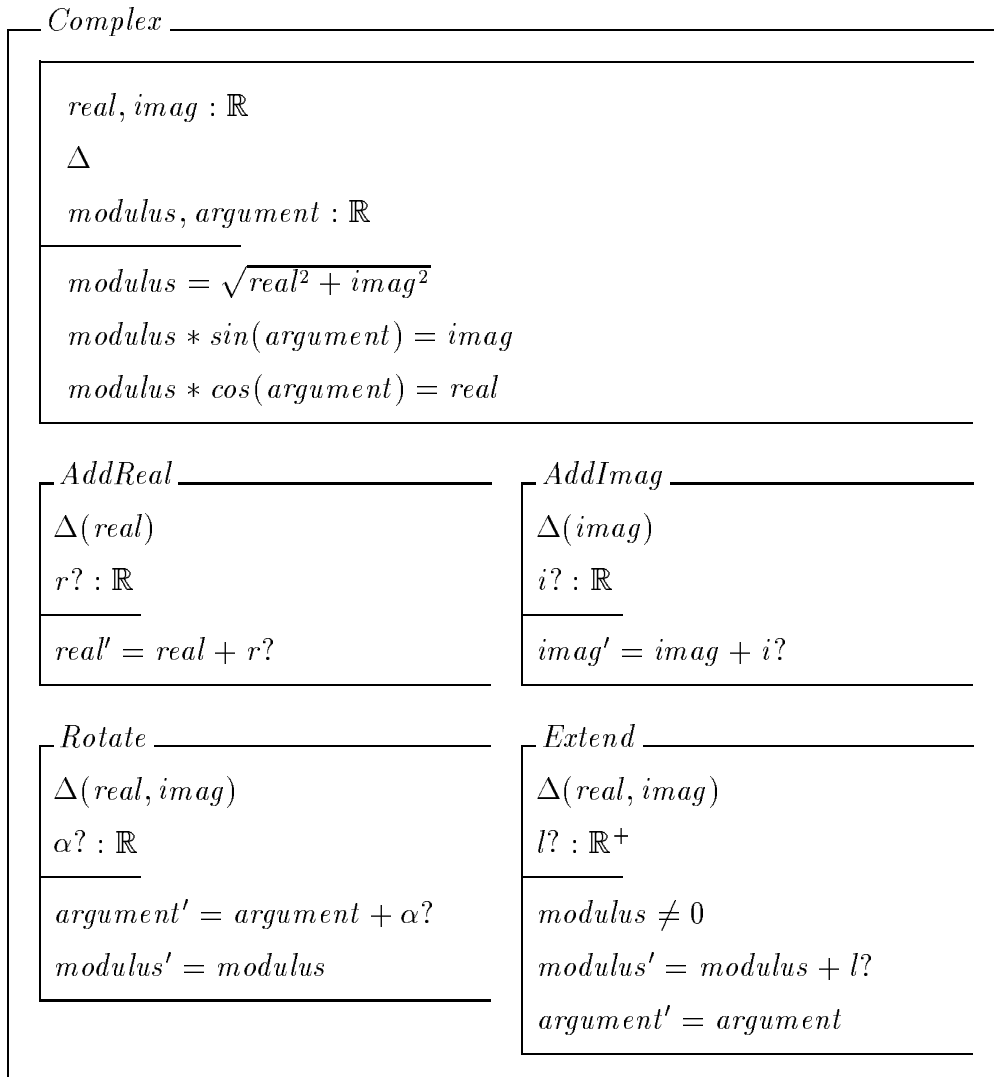 Complex
real, imag : ℝ
Δ
modulus, argument : ℝ
modulus = √(real² + imag²)
modulus ∗ sin(argument) = imag
modulus ∗ cos(argument) = real
AddReal
Δ(real)
r? : ℝ
real′ = real + r?
AddImag
Δ(imag)
i? : ℝ
imag′ = imag + i?
Rotate
Δ(real, imag)
α? : ℝ
argument′ = argument + α?
modulus′ = modulus
Extend
Δ(real, imag)
l? : ℝ⁺
modulus ≠ 0
modulus′ = modulus + l?
argument′ = argument